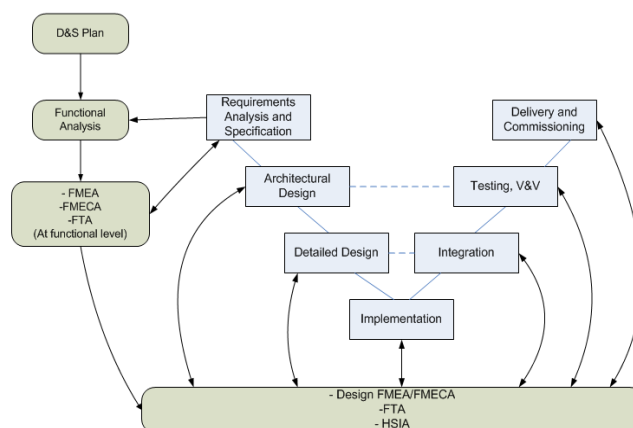 D&S Plan
Functional
Analysis
Requirements
Analysis and
Specification
Delivery and
Commissioning
- FMEA
-FMECA
-FTA
(At functional level)
Architectural
Design
Testing, V&V
Detailed Design
Integration
Implementation
- Design FMEA/FMECA
-FTA
- HSIA